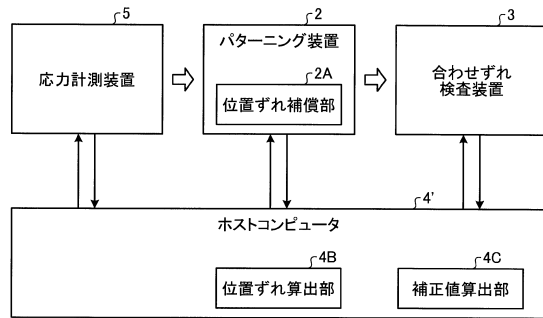 5
応力計測装置
2
パターニング装置
2A
位置ずれ補償部
3
合わせずれ
検査装置
4'
ホストコンピュータ
4B
位置ずれ算出部
4C
補正値算出部